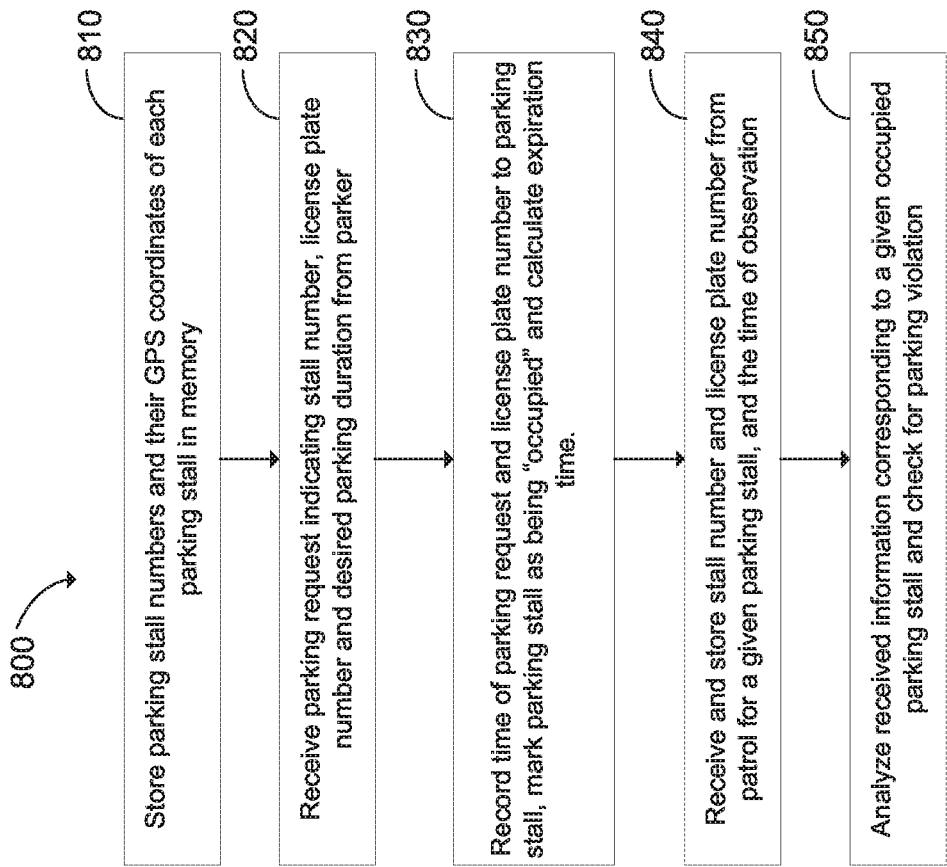 800
810
Store parking stall numbers and their GPS coordinates of each
parking stall in memory
820
Receive parking request indicating stall number, license plate
number and desired parking duration from parker
830
Record time of parking request and license plate number to parking
stall, mark parking stall as being "occupied" and calculate expiration
time.
840
Receive and store stall number and license plate number from
patrol for a given parking stall, and the time of observation
850
Analyze received information corresponding to a given occupied
parking stall and check for parking violation